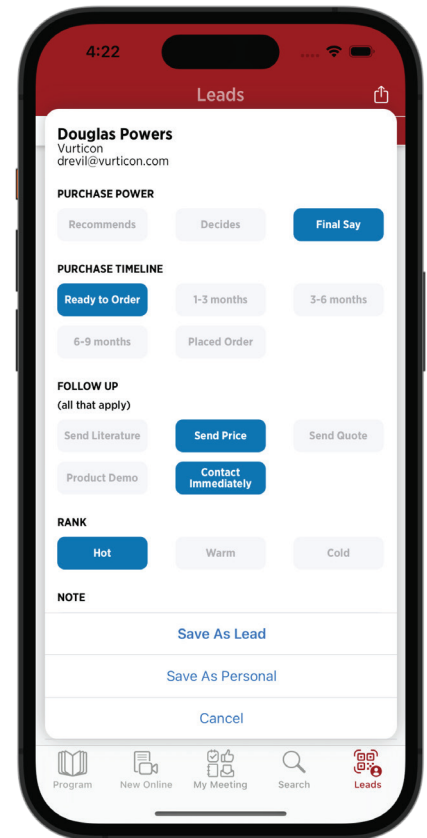 4:22
Leads
Douglas Powers
Vurticon
drevil@vurticon.com
PURCHASE POWER
Recommends Decides Final Say
PURCHASE TIMELINE
Ready to Order 1-3 months 3-6 months
6-9 months Placed Order
FOLLOW UP
(all that apply)
Send Literature Send Price Send Quote
Product Demo Contact Immediately
RANK
Hot Warm Cold
NOTE
Save As Lead
Save As Personal
Cancel
Program New Online My Meeting Search Leads